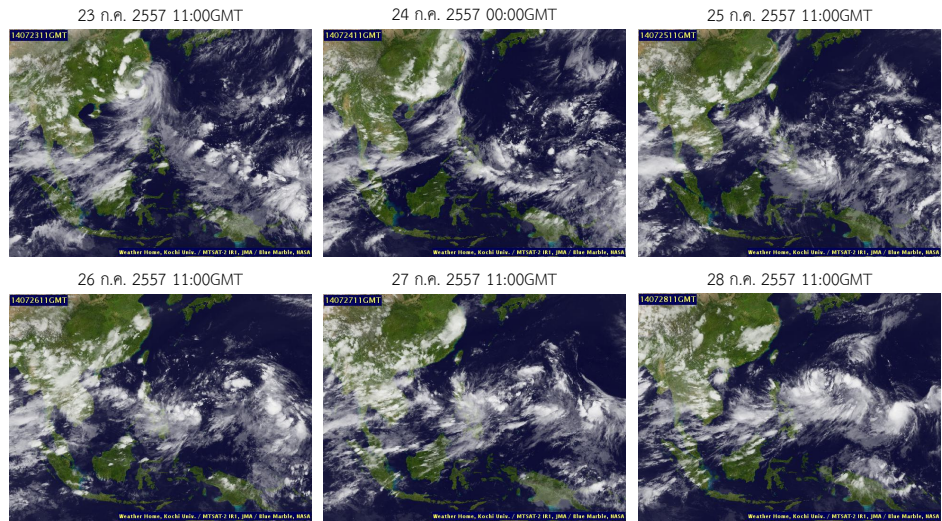 23 ก.ค. 2557 11:00GMT
24 ก.ค. 2557 00:00GMT
25 ก.ค. 2557 11:00GMT
14072311GMT
14072411GMT
14072511GMT
Weather Home, Kochi Univ. / MTSAT-2 IR1, JMA / Blue Marble, NASA
Weather Home, Kochi Univ. / MTSAT-2 IR1, JMA / Blue Marble, NASA
Weather Home, Kochi Univ. / MTSAT-2 IR1, JMA / Blue Marble, NASA
26 ก.ค. 2557 11:00GMT
27 ก.ค. 2557 11:00GMT
28 ก.ค. 2557 11:00GMT
14072611GMT
14072711GMT
14072811GMT
Weather Home, Kochi Univ. / MTSAT-2 IR1, JMA / Blue Marble, NASA
Weather Home, Kochi Univ. / MTSAT-2 IR1, JMA / Blue Marble, NASA
Weather Home, Kochi Univ. / MTSAT-2 IR1, JMA / Blue Marble, NASA